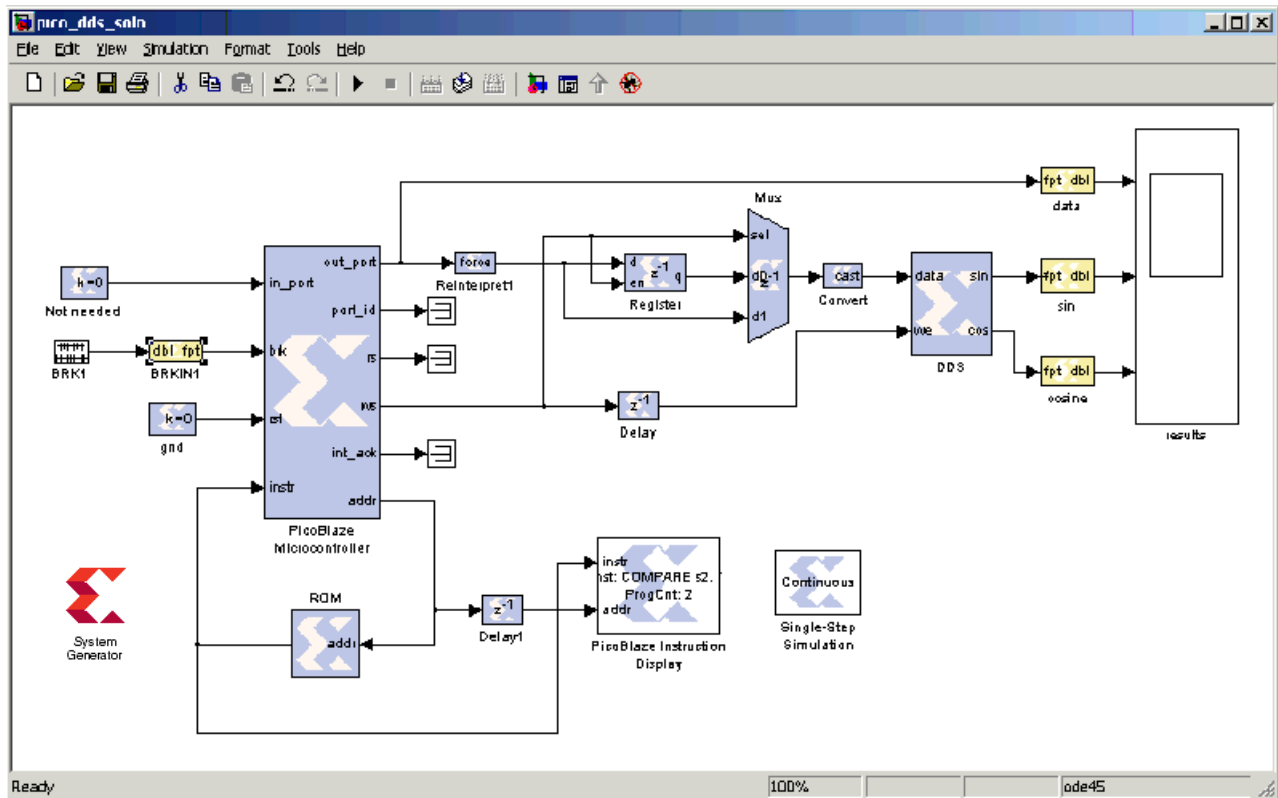 pico_dds_soln
File Edit View Simulation Format Tools Help
Mux
fpt dbl
data
out_port
force
Reinterpret1
sel
d
en
z-1
q
Register
d0
z-1
d1
cast
Convert
data
we
sin
cos
DDS
fpt dbl
sin
fpt dbl
cosine
results
k=0
Not needed
in_port
port_id
BRK1
dbl fpt
BRKIN1
brk
rs
k=0
gnd
rst
ws
z-1
Delay
int_ack
instr
addr
PicoBlaze
Microcontroller
System
Generator
ROM
addr
z-1
Delay1
instr
nst: COMPARE s2.
ProgCnt: 2
addr
PicoBlaze Instruction
Display
Continuous
Single-Step
Simulation
Ready 100% ode45